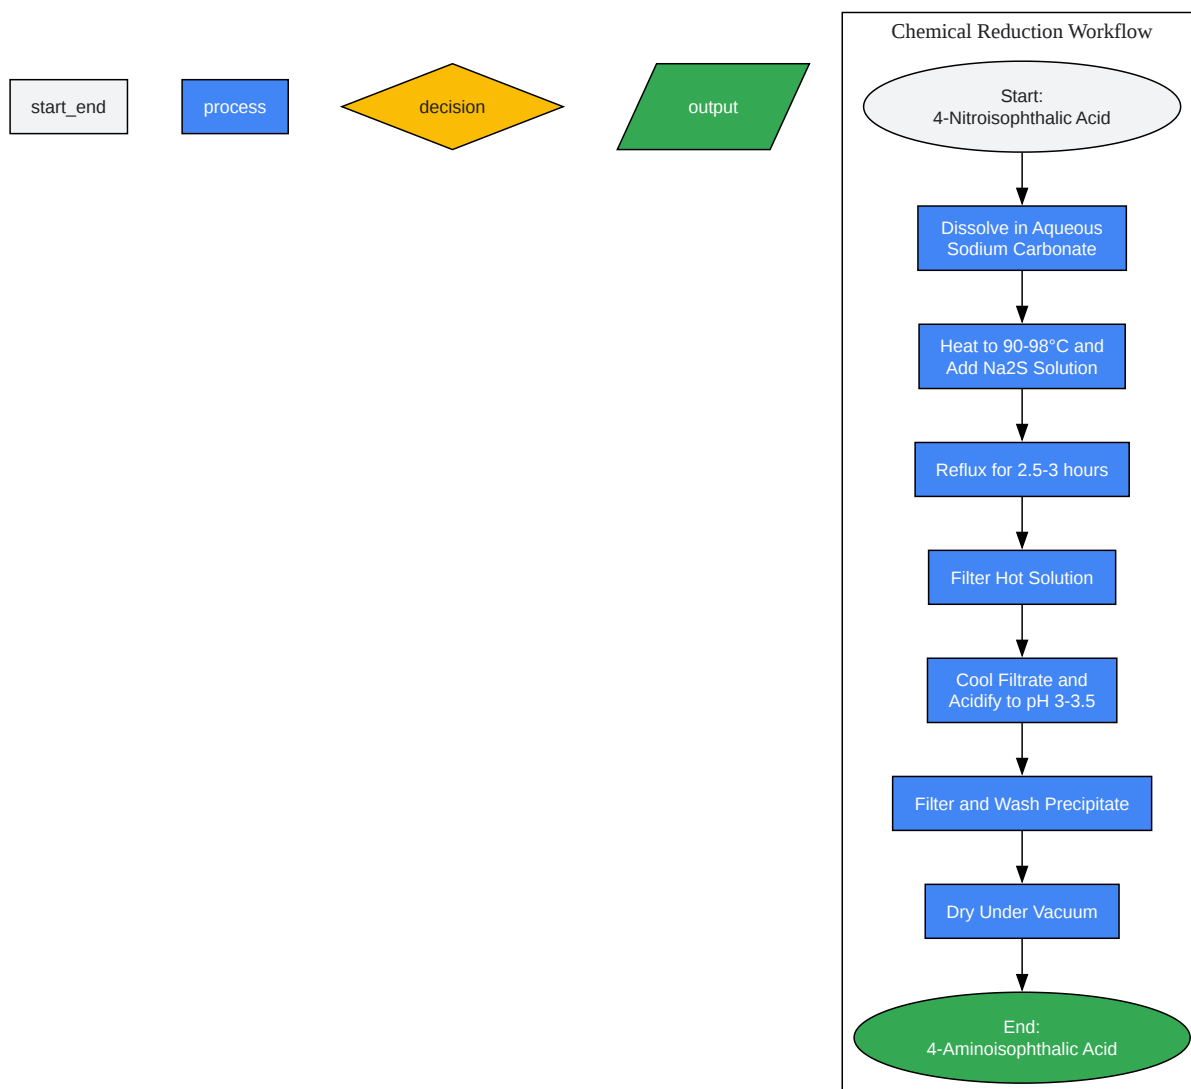 Chemical Reduction Workflow
start_end
process
decision
output
Start:
4-Nitroisophthalic Acid
Dissolve in Aqueous
Sodium Carbonate
Heat to 90-98°C and
Add Na2S Solution
Reflux for 2.5-3 hours
Filter Hot Solution
Cool Filtrate and
Acidify to pH 3-3.5
Filter and Wash Precipitate
Dry Under Vacuum
End:
4-Aminoisophthalic Acid